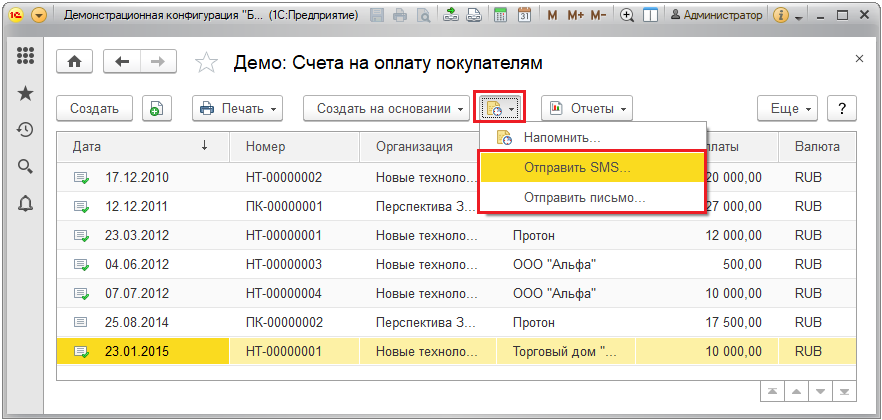 Демонстрационная конфигурация "Б... (1С:Предприятие) M M+ M- Администратор
Демо: Счета на оплату покупателям
Создать Печать Создать на основании Отчеты Еще ?
Напомнить...
Отправить SMS...
Отправить письмо...
Дата Номер Организация платы Валюта
17.12.2010 НТ-00000002 Новые техноло... 20 000,00 RUB
12.12.2011 ПК-00000001 Перспектива З... 27 000,00 RUB
23.03.2012 НТ-00000001 Новые техноло... Протон 12 000,00 RUB
04.06.2012 НТ-00000003 Новые техноло... ООО "Альфа" 500,00 RUB
07.07.2012 НТ-00000004 Новые техноло... ООО "Альфа" 10 000,00 RUB
25.08.2014 ПК-00000002 Перспектива З... Протон 17 500,00 RUB
23.01.2015 НТ-00000001 Новые техноло... Торговый дом "... 10 000,00 RUB